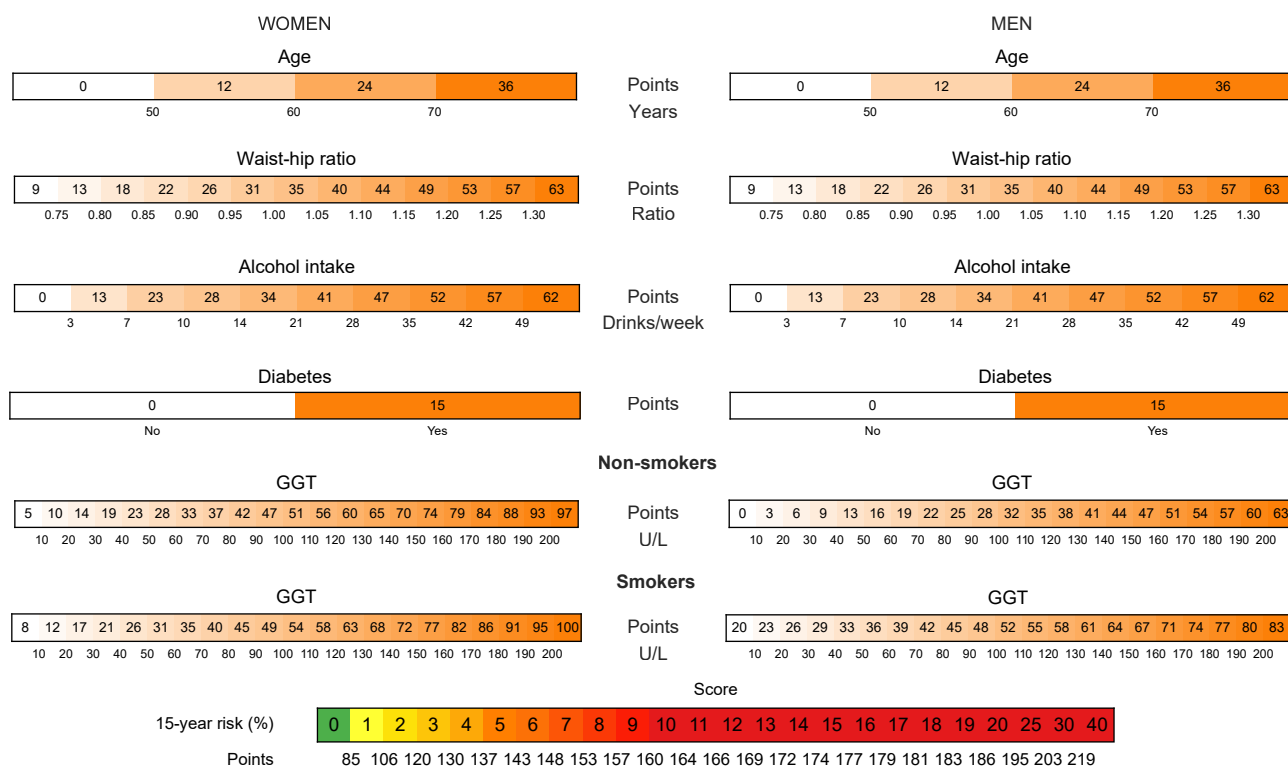 WOMEN MEN
Age Age
0 12 24 36 Points 0 12 24 36
50 60 70 Years 50 60 70
Waist-hip ratio Waist-hip ratio
9 13 18 22 26 31 35 40 44 49 53 57 63 Points 9 13 18 22 26 31 35 40 44 49 53 57 63
0.75 0.80 0.85 0.90 0.95 1.00 1.05 1.10 1.15 1.20 1.25 1.30 Ratio 0.75 0.80 0.85 0.90 0.95 1.00 1.05 1.10 1.15 1.20 1.25 1.30
Alcohol intake Alcohol intake
0 13 23 28 34 41 47 52 57 62 Points 0 13 23 28 34 41 47 52 57 62
3 7 10 14 21 28 35 42 49 Drinks/week 3 7 10 14 21 28 35 42 49
Diabetes Diabetes
0 15 Points 0 15
No Yes No Yes
Non-smokers
GGT GGT
5 10 14 19 23 28 33 37 42 47 51 56 60 65 70 74 79 84 88 93 97 Points 0 3 6 9 13 16 19 22 25 28 32 35 38 41 44 47 51 54 57 60 63
10 20 30 40 50 60 70 80 90 100 110 120 130 140 150 160 170 180 190 200 U/L 10 20 30 40 50 60 70 80 90 100 110 120 130 140 150 160 170 180 190 200
Smokers
GGT GGT
8 12 17 21 26 31 35 40 45 49 54 58 63 68 72 77 82 86 91 95 100 Points 20 23 26 29 33 36 39 42 45 48 52 55 58 61 64 67 71 74 77 80 83
10 20 30 40 50 60 70 80 90 100 110 120 130 140 150 160 170 180 190 200 U/L 10 20 30 40 50 60 70 80 90 100 110 120 130 140 150 160 170 180 190 200
Score
15-year risk (%) 0 1 2 3 4 5 6 7 8 9 10 11 12 13 14 15 16 17 18 19 20 25 30 40
Points 85 106 120 130 137 143 148 153 157 160 164 166 169 172 174 177 179 181 183 186 195 203 219